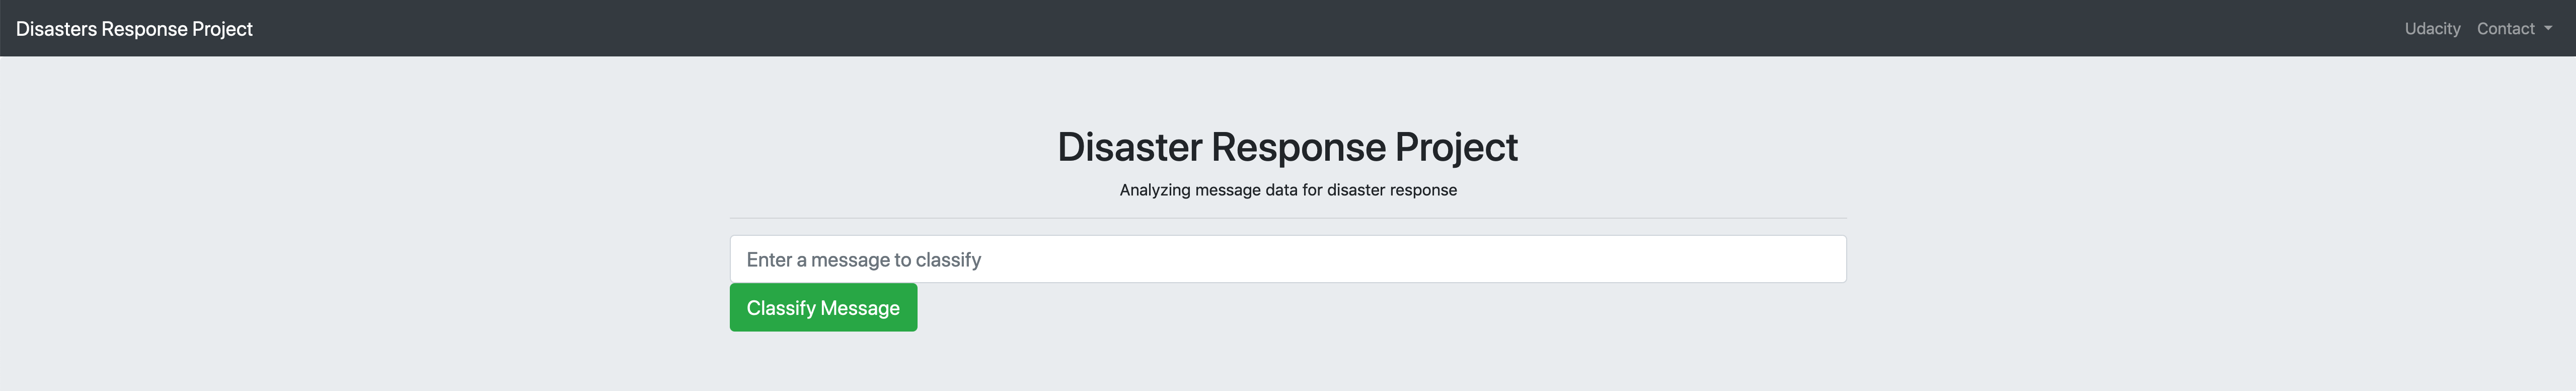 Disasters Response Project
Udacity Contact
Disaster Response Project
Analyzing message data for disaster response
Enter a message to classify
Classify Message